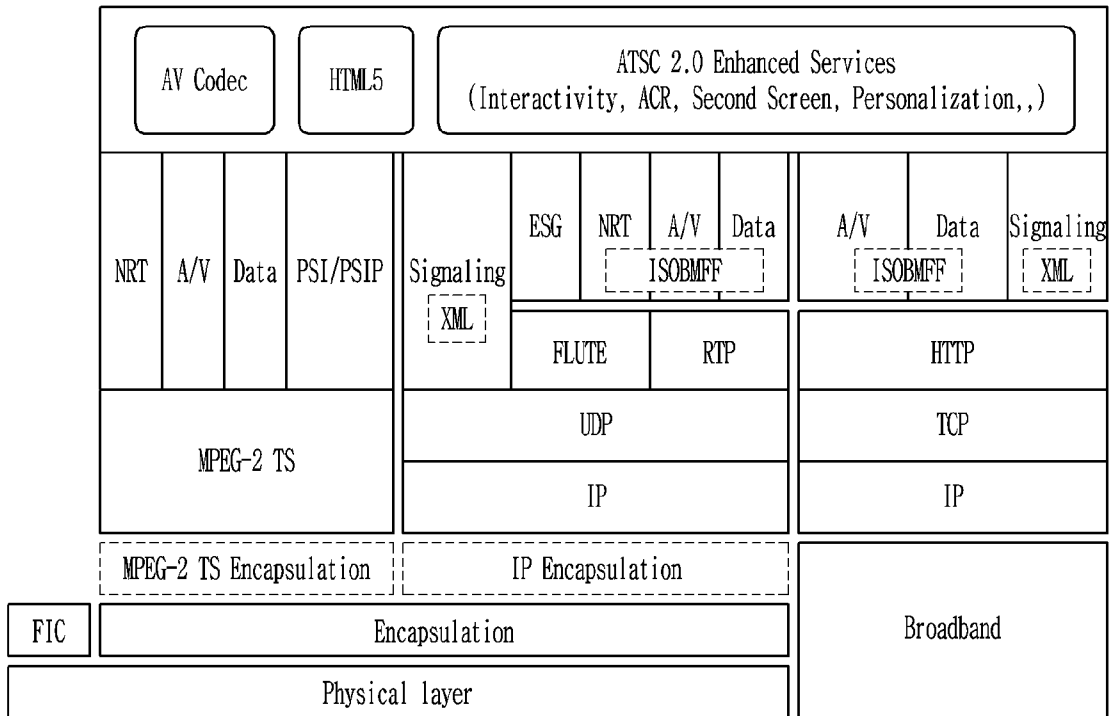 AV Codec
HTML5
ATSC 2.0 Enhanced Services
(Interactivity, ACR, Second Screen, Personalization,,)
NRT
A/V
Data
PSI/PSIP
Signaling
XML
ESG
NRT
A/V
Data
ISOBMFF
A/V
Data
ISOBMFF
Signaling
XML
FLUTE
RTP
HTTP
MPEG-2 TS
UDP
TCP
IP
IP
MPEG-2 TS Encapsulation
IP Encapsulation
FIC
Encapsulation
Broadband
Physical layer